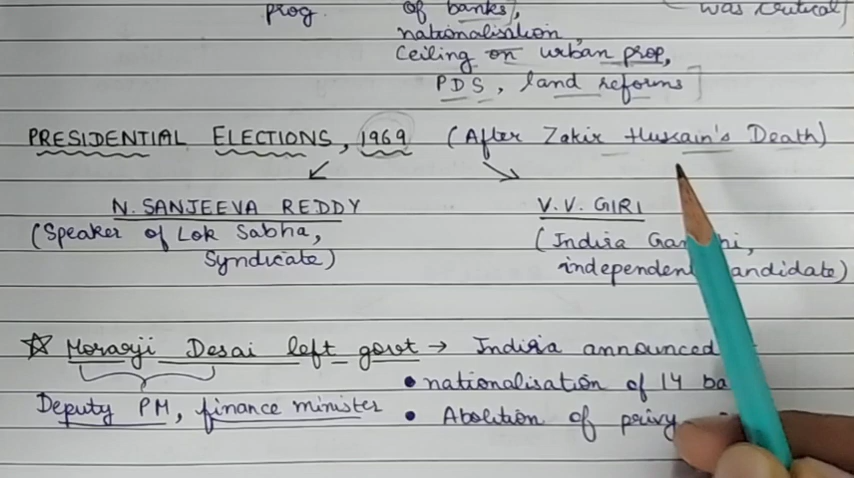 prog of banks], was critical]
nationalisation,
Ceiling on urban prop,
PDS, land reforms]
PRESIDENTIAL ELECTIONS, 1969 (After Zakir Hussain's Death)
N. SANJEEVA REDDY V.V. GIRI
(Speaker of Lok Sabha, (Indira
Syndicate) independent candidate)
☆ Morarji Desai left govt → Indira announced
• nationalisation of 14
Deputy PM, finance minister • Abolition of privy